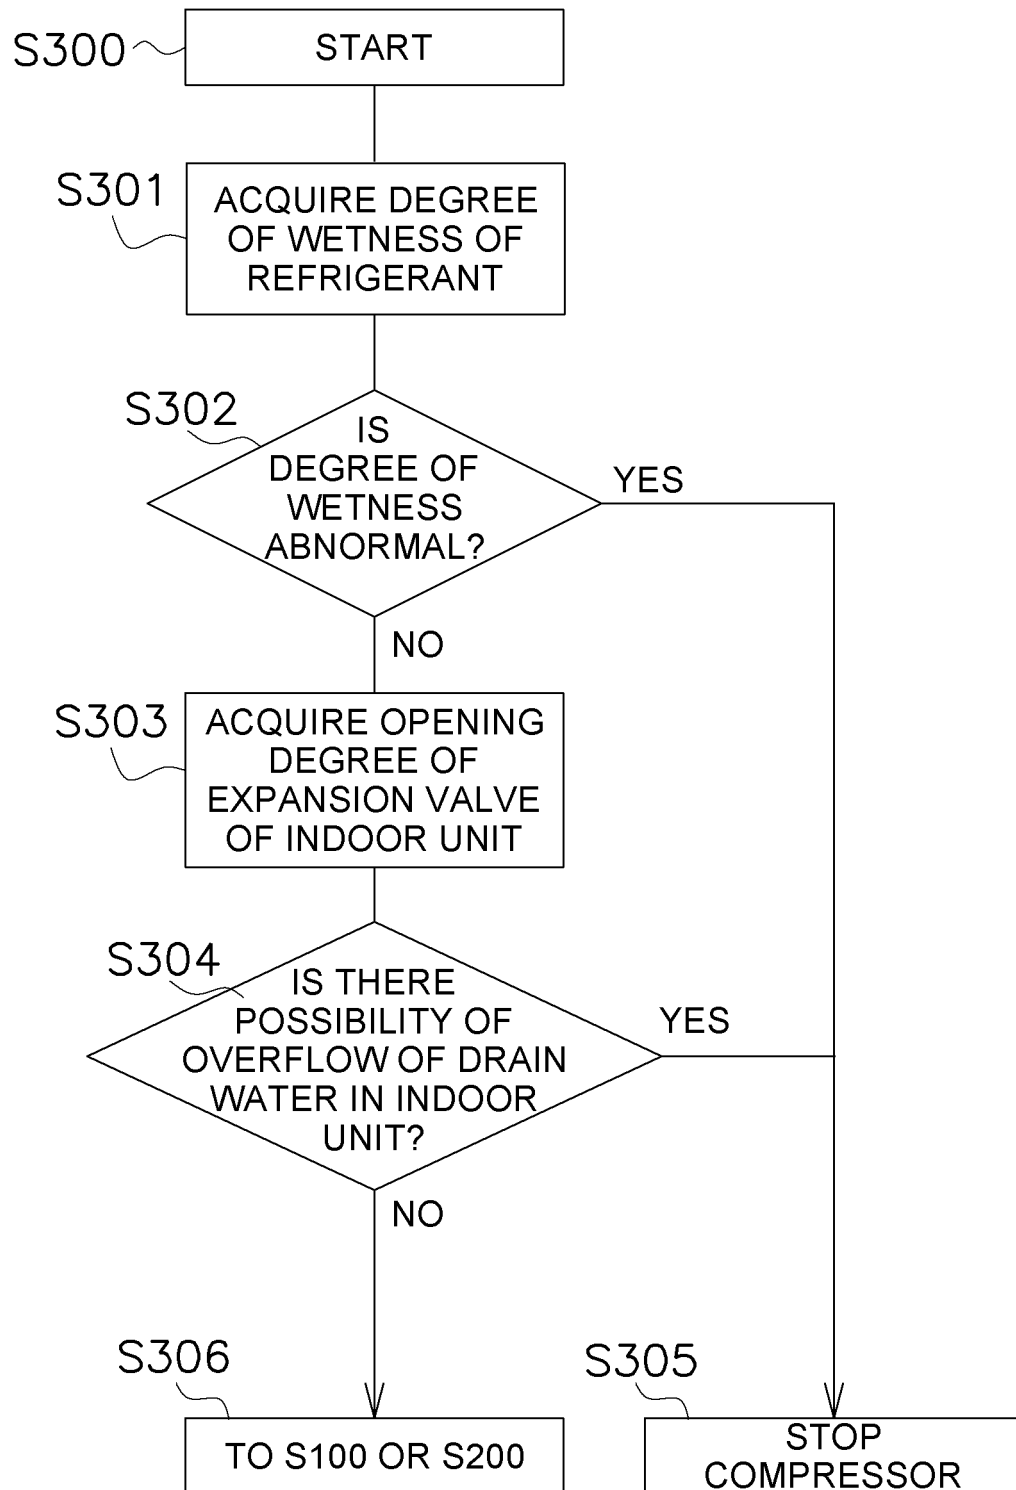 S300
START
S301
ACQUIRE DEGREE
OF WETNESS OF
REFRIGERANT
S302
IS
DEGREE OF
WETNESS
ABNORMAL?
YES
NO
S303
ACQUIRE OPENING
DEGREE OF
EXPANSION VALVE
OF INDOOR UNIT
S304
IS THERE
POSSIBILITY OF
OVERFLOW OF DRAIN
WATER IN INDOOR
UNIT?
YES
NO
S306
TO S100 OR S200
S305
STOP
COMPRESSOR